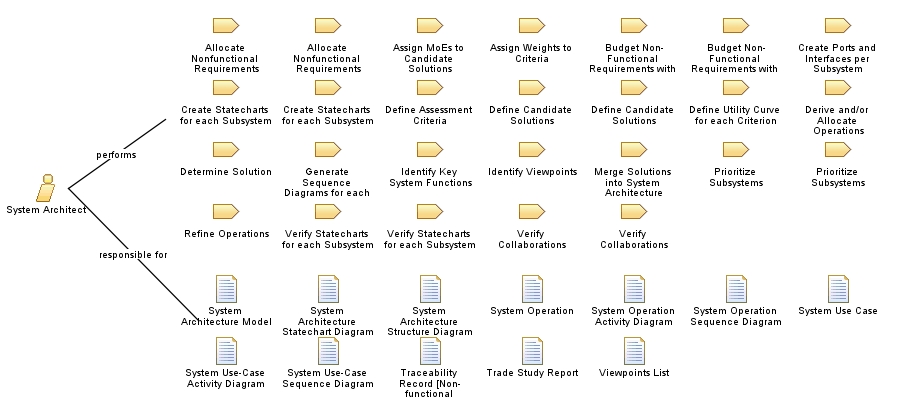 Allocate
Nonfunctional
Requirements
Allocate
Nonfunctional
Requirements
Assign MoEs to
Candidate
Solutions
Assign Weights to
Criteria
Budget Non-
Functional
Requirements with
Budget Non-
Functional
Requirements with
Create Ports and
Interfaces per
Subsystem
Create Statecharts
for each Subsystem
Create Statecharts
for each Subsystem
Define Assessment
Criteria
Define Candidate
Solutions
Define Candidate
Solutions
Define Utility Curve
for each Criterion
Derive and/or
Allocate
Operations
performs
Determine Solution
Generate
Sequence
Diagrams for each
Identify Key
System Functions
Identify Viewpoints
Merge Solutions
into System
Architecture
Prioritize
Subsystems
Prioritize
Subsystems
System Architect
Refine Operations
Verify Statecharts
for each Subsystem
Verify Statecharts
for each Subsystem
Verify
Collaborations
Verify
Collaborations
responsible for
System
Architecture Model
System
Architecture
Statechart Diagram
System
Architecture
Structure Diagram
System Operation
System Operation
Activity Diagram
System Operation
Sequence Diagram
System Use Case
System Use-Case
Activity Diagram
System Use-Case
Sequence Diagram
Traceability
Record [Non-
functional
Trade Study Report
Viewpoints List